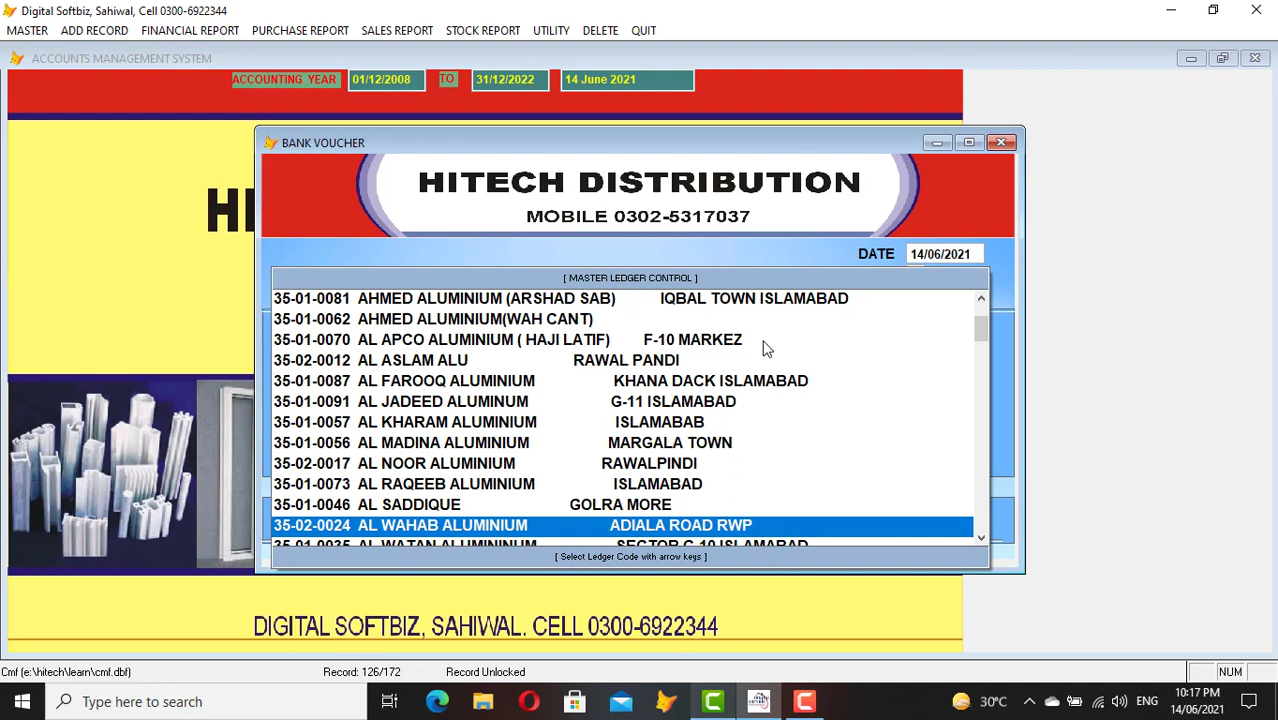 Digital Softbiz, Sahiwal, Cell 0300-6922344
MASTER ADD RECORD FINANCIAL REPORT PURCHASE REPORT SALES REPORT STOCK REPORT UTILITY DELETE QUIT
ACCOUNTS MANAGEMENT SYSTEM
ACCOUNTING YEAR 01/12/2008 TO 31/12/2022 14 June 2021
BANK VOUCHER
HITECH DISTRIBUTION
MOBILE 0302-5317037
DATE 14/06/2021
[ MASTER LEDGER CONTROL ]
35-01-0081 AHMED ALUMINIUM (ARSHAD SAB) IQBAL TOWN ISLAMABAD
35-01-0062 AHMED ALUMINIUM(WAH CANT)
35-01-0070 AL APCO ALUMINIUM ( HAJI LATIF) F-10 MARKEZ
35-02-0012 AL ASLAM ALU RAWAL PANDI
35-01-0087 AL FAROOQ ALUMINIUM KHANA DACK ISLAMABAD
35-01-0091 AL JADEED ALUMINUM G-11 ISLAMABAD
35-01-0057 AL KHARAM ALUMINIUM ISLAMABAB
35-01-0056 AL MADINA ALUMINIUM MARGALA TOWN
35-02-0017 AL NOOR ALUMINIUM RAWALPINDI
35-01-0073 AL RAQEEB ALUMINIUM ISLAMABAD
35-01-0046 AL SADDIQUE GOLRA MORE
35-02-0024 AL WAHAB ALUMINIUM ADIALA ROAD RWP
35-01-0035 AL WATAN ALUMINIUM SECTOR G-10 ISLAMABAD
[ Select Ledger Code with arrow keys ]
DIGITAL SOFTBIZ, SAHIWAL. CELL 0300-6922344
Cmf (e:\hitech\learn\cmf.dbf) Record: 126/172 Record Unlocked NUM
Type here to search 30°C ENG 10:17 PM
14/06/2021